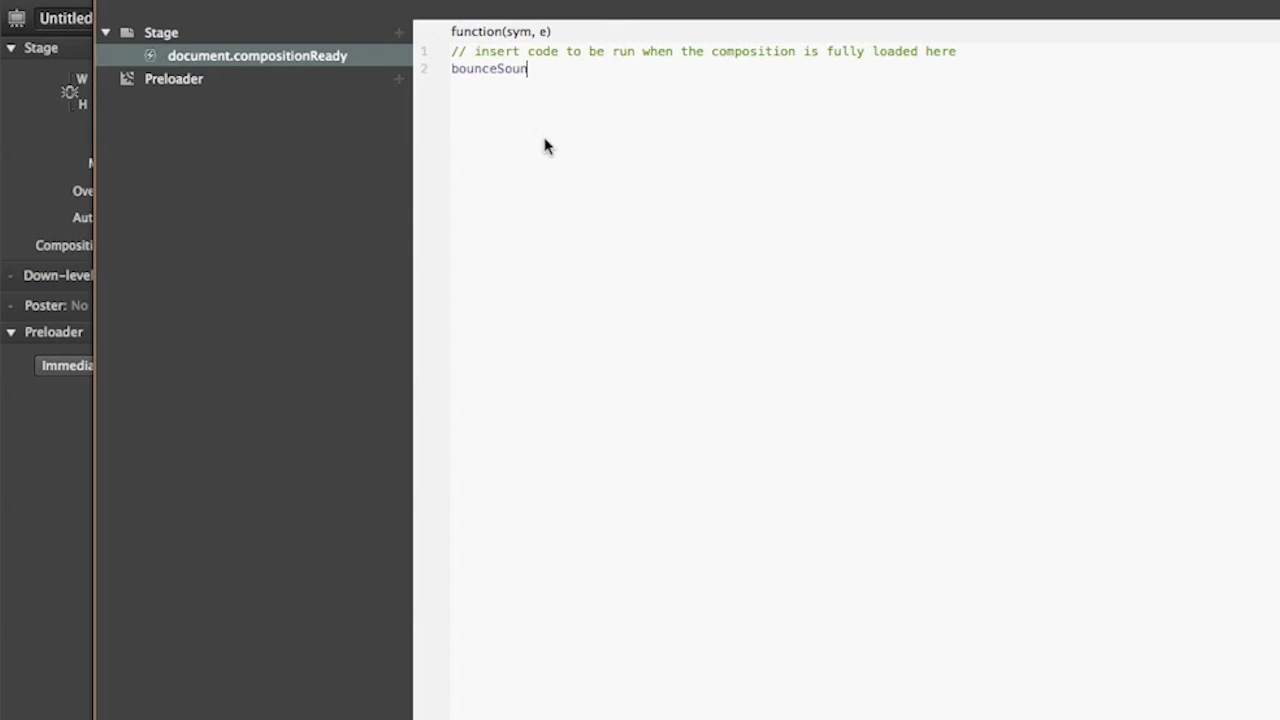 Untitled
Stage
W
H
Ove
Aut
Compositi
Down-level
Poster: No
Preloader
Immedia
Stage
document.compositionReady
Preloader
function(sym, e)
1 // insert code to be run when the composition is fully loaded here
2 bounceSoun